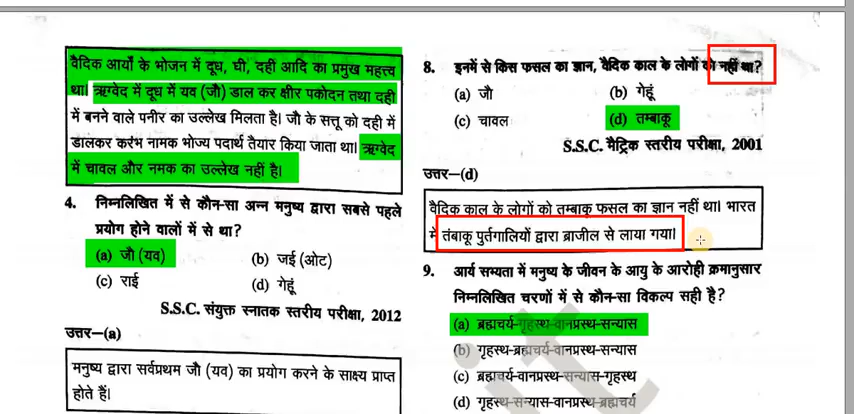 वैदिक आर्यों के भोजन में दूध, घी, दही आदि का प्रमुख महत्त्व
था। ऋग्वेद में दूध में यव (जौ) डाल कर क्षीर पकोदन तथा दही
में बनने वाले पनीर का उल्लेख मिलता है। जौ के सत्तू को दही में
डालकर करंभ नामक भोज्य पदार्थ तैयार किया जाता था। ऋग्वेद
में चावल और नमक का उल्लेख नहीं है।
4. निम्नलिखित में से कौन-सा अन्न मनुष्य द्वारा सबसे पहले
प्रयोग होने वालों में से था?
(a) जौ (यव) (b) जई (ओट)
(c) राई (d) गेहूं
S.S.C. संयुक्त स्नातक स्तरीय परीक्षा, 2012
उत्तर–(a)
मनुष्य द्वारा सर्वप्रथम जौ (यव) का प्रयोग करने के साक्ष्य प्राप्त
होते हैं।
8. इनमें से किस फसल का ज्ञान, वैदिक काल के लोगों को नहीं था?
(a) जौ (b) गेहूं
(c) चावल (d) तम्बाकू
S.S.C. मैट्रिक स्तरीय परीक्षा, 2001
उत्तर–(d)
वैदिक काल के लोगों को तम्बाकू फसल का ज्ञान नहीं था। भारत
में तंबाकू पुर्तगालियों द्वारा ब्राजील से लाया गया।
9. आर्य सभ्यता में मनुष्य के जीवन के आयु के आरोही क्रमानुसार
निम्नलिखित चरणों में से कौन-सा विकल्प सही है?
(a) ब्रह्मचर्य-गृहस्थ-वानप्रस्थ-सन्यास
(b) गृहस्थ-ब्रह्मचर्य-वानप्रस्थ-सन्यास
(c) ब्रह्मचर्य-वानप्रस्थ-सन्यास-गृहस्थ
(d) गृहस्थ-सन्यास-वानप्रस्थ-ब्रह्मचर्य